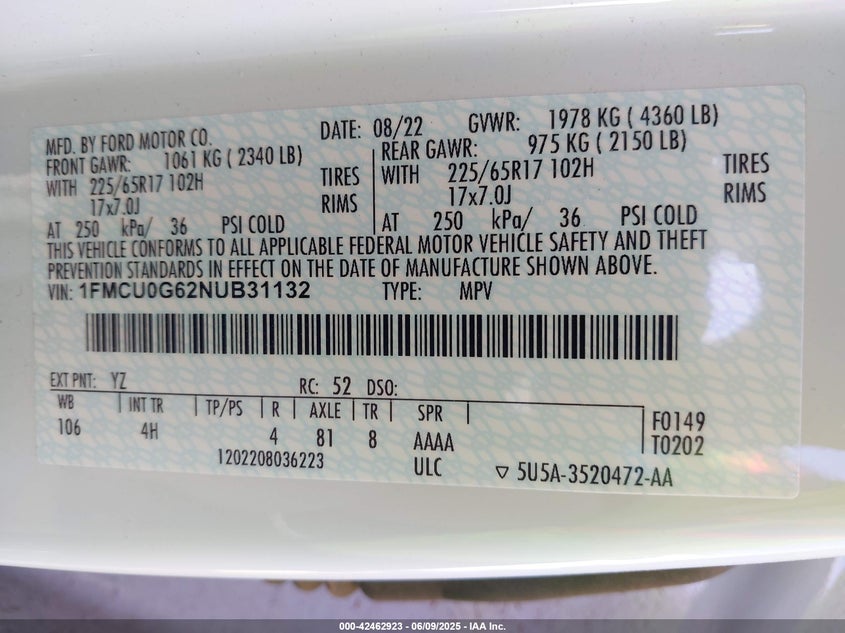 MFD. BY FORD MOTOR CO. DATE: 08/22 GVWR: 1978 KG ( 4360 LB)
FRONT GAWR: 1061 KG ( 2340 LB) REAR GAWR: 975 KG ( 2150 LB)
WITH 225/65R17 102H TIRES WITH 225/65R17 102H TIRES
17x7.0J RIMS 17x7.0J RIMS
AT 250 kPa/ 36 PSI COLD AT 250 kPa/ 36 PSI COLD
THIS VEHICLE CONFORMS TO ALL APPLICABLE FEDERAL MOTOR VEHICLE SAFETY AND THEFT
PREVENTION STANDARDS IN EFFECT ON THE DATE OF MANUFACTURE SHOWN ABOVE.
VIN: 1FMCU0G62NUB31132 TYPE: MPV
EXT PNT: YZ RC: 52 DSO:
WB INT TR TP/PS R AXLE TR SPR F0149
106 4H 4 81 8 AAAA T0202
1202208036223 ULC ▽ 5U5A-3520472-AA
000-42462923 - 06/09/2025 - IAA Inc.